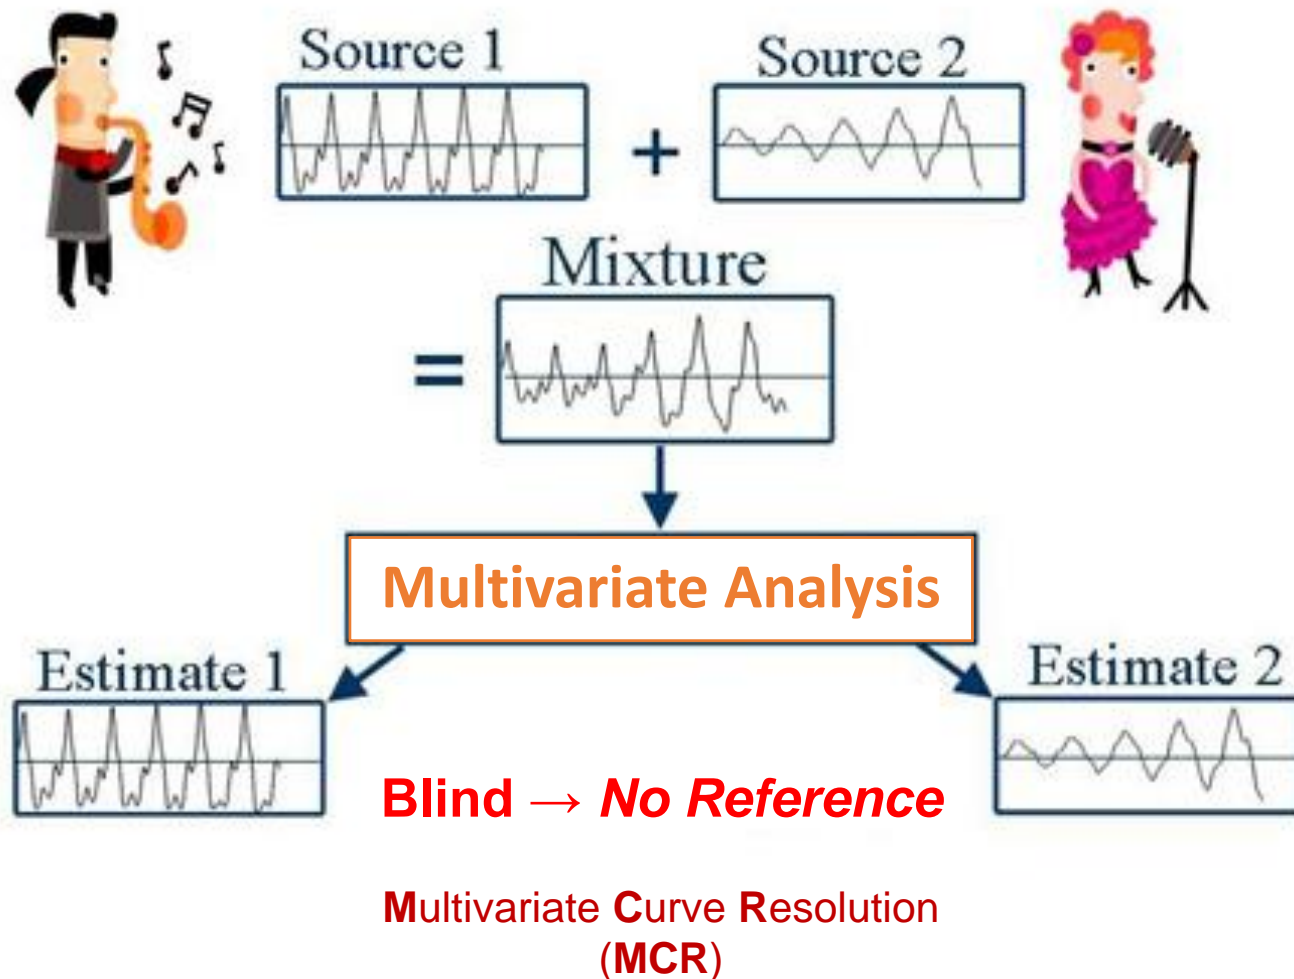 Source 1
Source 2
+
Mixture
=
Multivariate Analysis
Estimate 1
Estimate 2
Blind → No Reference
Multivariate Curve Resolution
(MCR)